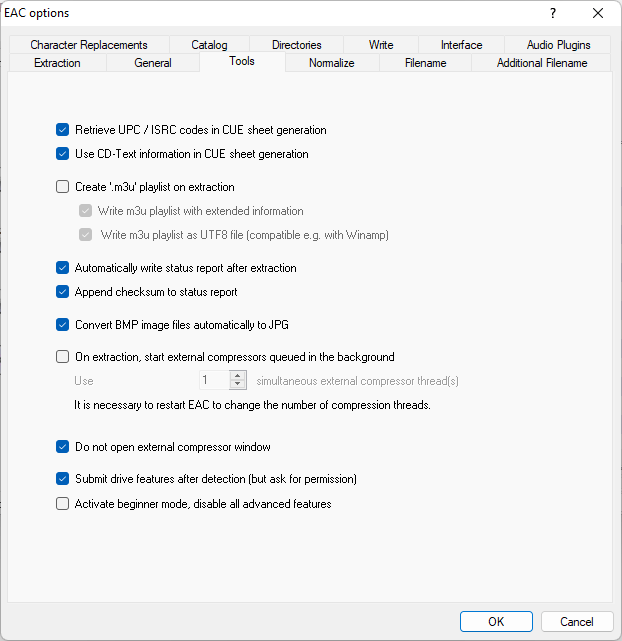 EAC options
?
Character Replacements
Catalog
Directories
Write
Interface
Audio Plugins
Extraction
General
Tools
Normalize
Filename
Additional Filename
Retrieve UPC / ISRC codes in CUE sheet generation
Use CD-Text information in CUE sheet generation
Create '.m3u' playlist on extraction
Write m3u playlist with extended information
Write m3u playlist as UTF8 file (compatible e.g. with Winamp)
Automatically write status report after extraction
Append checksum to status report
Convert BMP image files automatically to JPG
On extraction, start external compressors queued in the background
Use 1 simultaneous external compressor thread(s)
It is necessary to restart EAC to change the number of compression threads.
Do not open external compressor window
Submit drive features after detection (but ask for permission)
Activate beginner mode, disable all advanced features
OK
Cancel